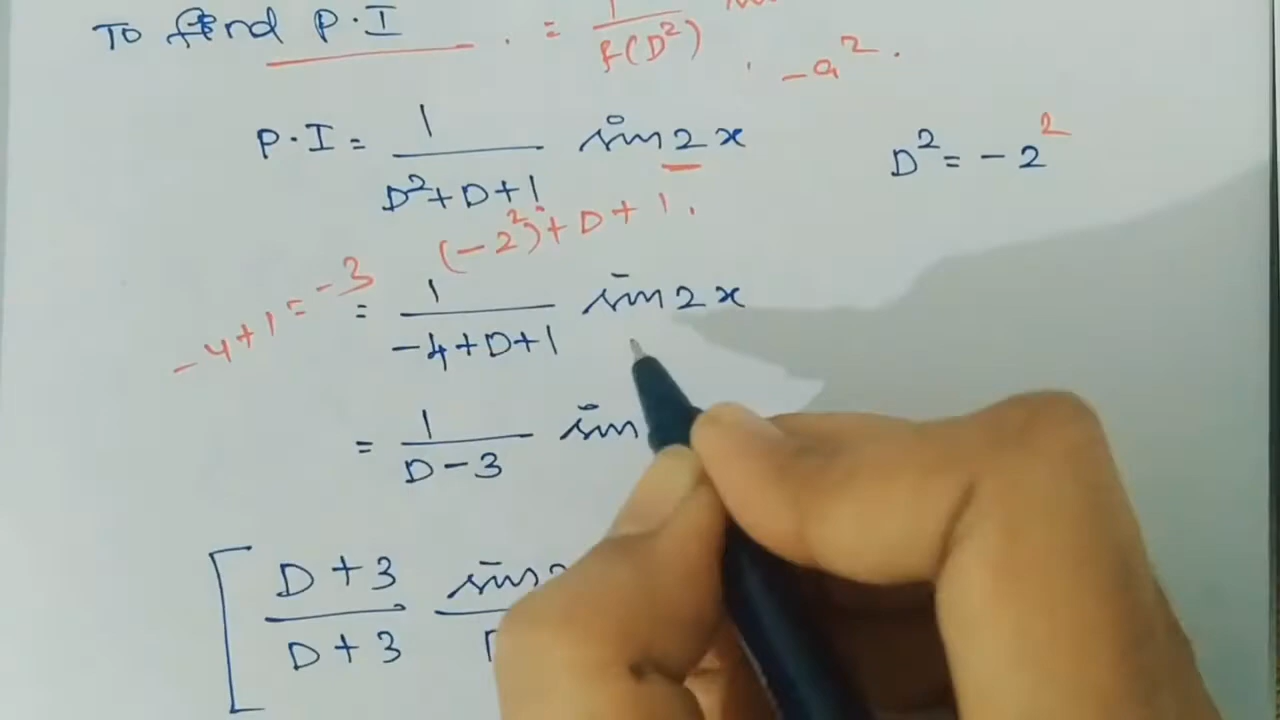 To find P.I . = 1/f(D²)
. -a² .
P.I = 1/(D²+D+1) sin 2x D² = -2²
(-2²)+D+1.
-4+1=-3
= 1/(-4+D+1) sin 2x
= 1/(D-3) sin
[ (D+3)/(D+3) sin